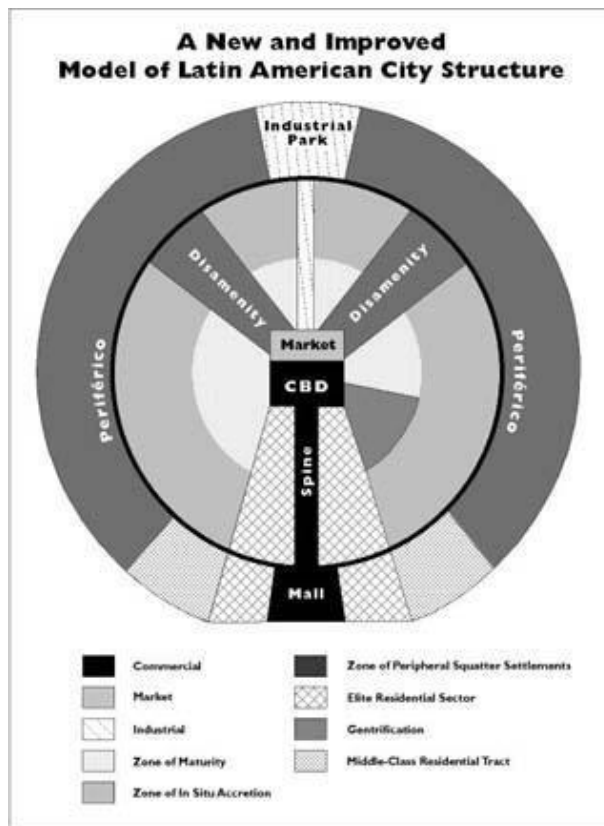 A New and Improved
Model of Latin American City Structure
Industrial
Park
Disamenity
Disamenity
Market
CBD
Periférico
Periférico
Spine
Mall
Commercial
Market
Industrial
Zone of Maturity
Zone of In Situ Accretion
Zone of Peripheral Squatter Settlements
Elite Residential Sector
Gentrification
Middle-Class Residential Tract